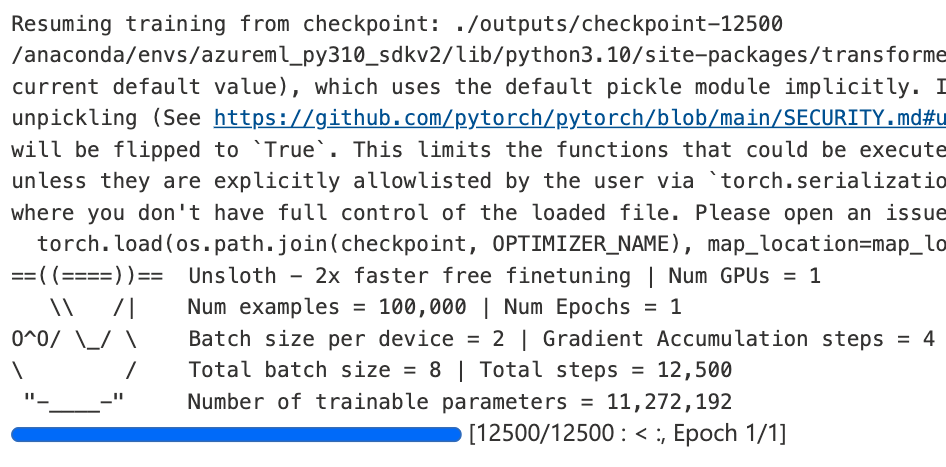 Resuming training from checkpoint: ./outputs/checkpoint-12500
/anaconda/envs/azureml_py310_sdkv2/lib/python3.10/site-packages/transforme
current default value), which uses the default pickle module implicitly. I
unpickling (See https://github.com/pytorch/pytorch/blob/main/SECURITY.md#u
will be flipped to `True`. This limits the functions that could be execute
unless they are explicitly allowlisted by the user via `torch.serializatio
where you don't have full control of the loaded file. Please open an issue
  torch.load(os.path.join(checkpoint, OPTIMIZER_NAME), map_location=map_lo
==((====))==  Unsloth - 2x faster free finetuning | Num GPUs = 1
   \\   /|    Num examples = 100,000 | Num Epochs = 1
O^O/ \_/ \    Batch size per device = 2 | Gradient Accumulation steps = 4
\        /    Total batch size = 8 | Total steps = 12,500
 "-____-"     Number of trainable parameters = 11,272,192
[12500/12500 : < :, Epoch 1/1]